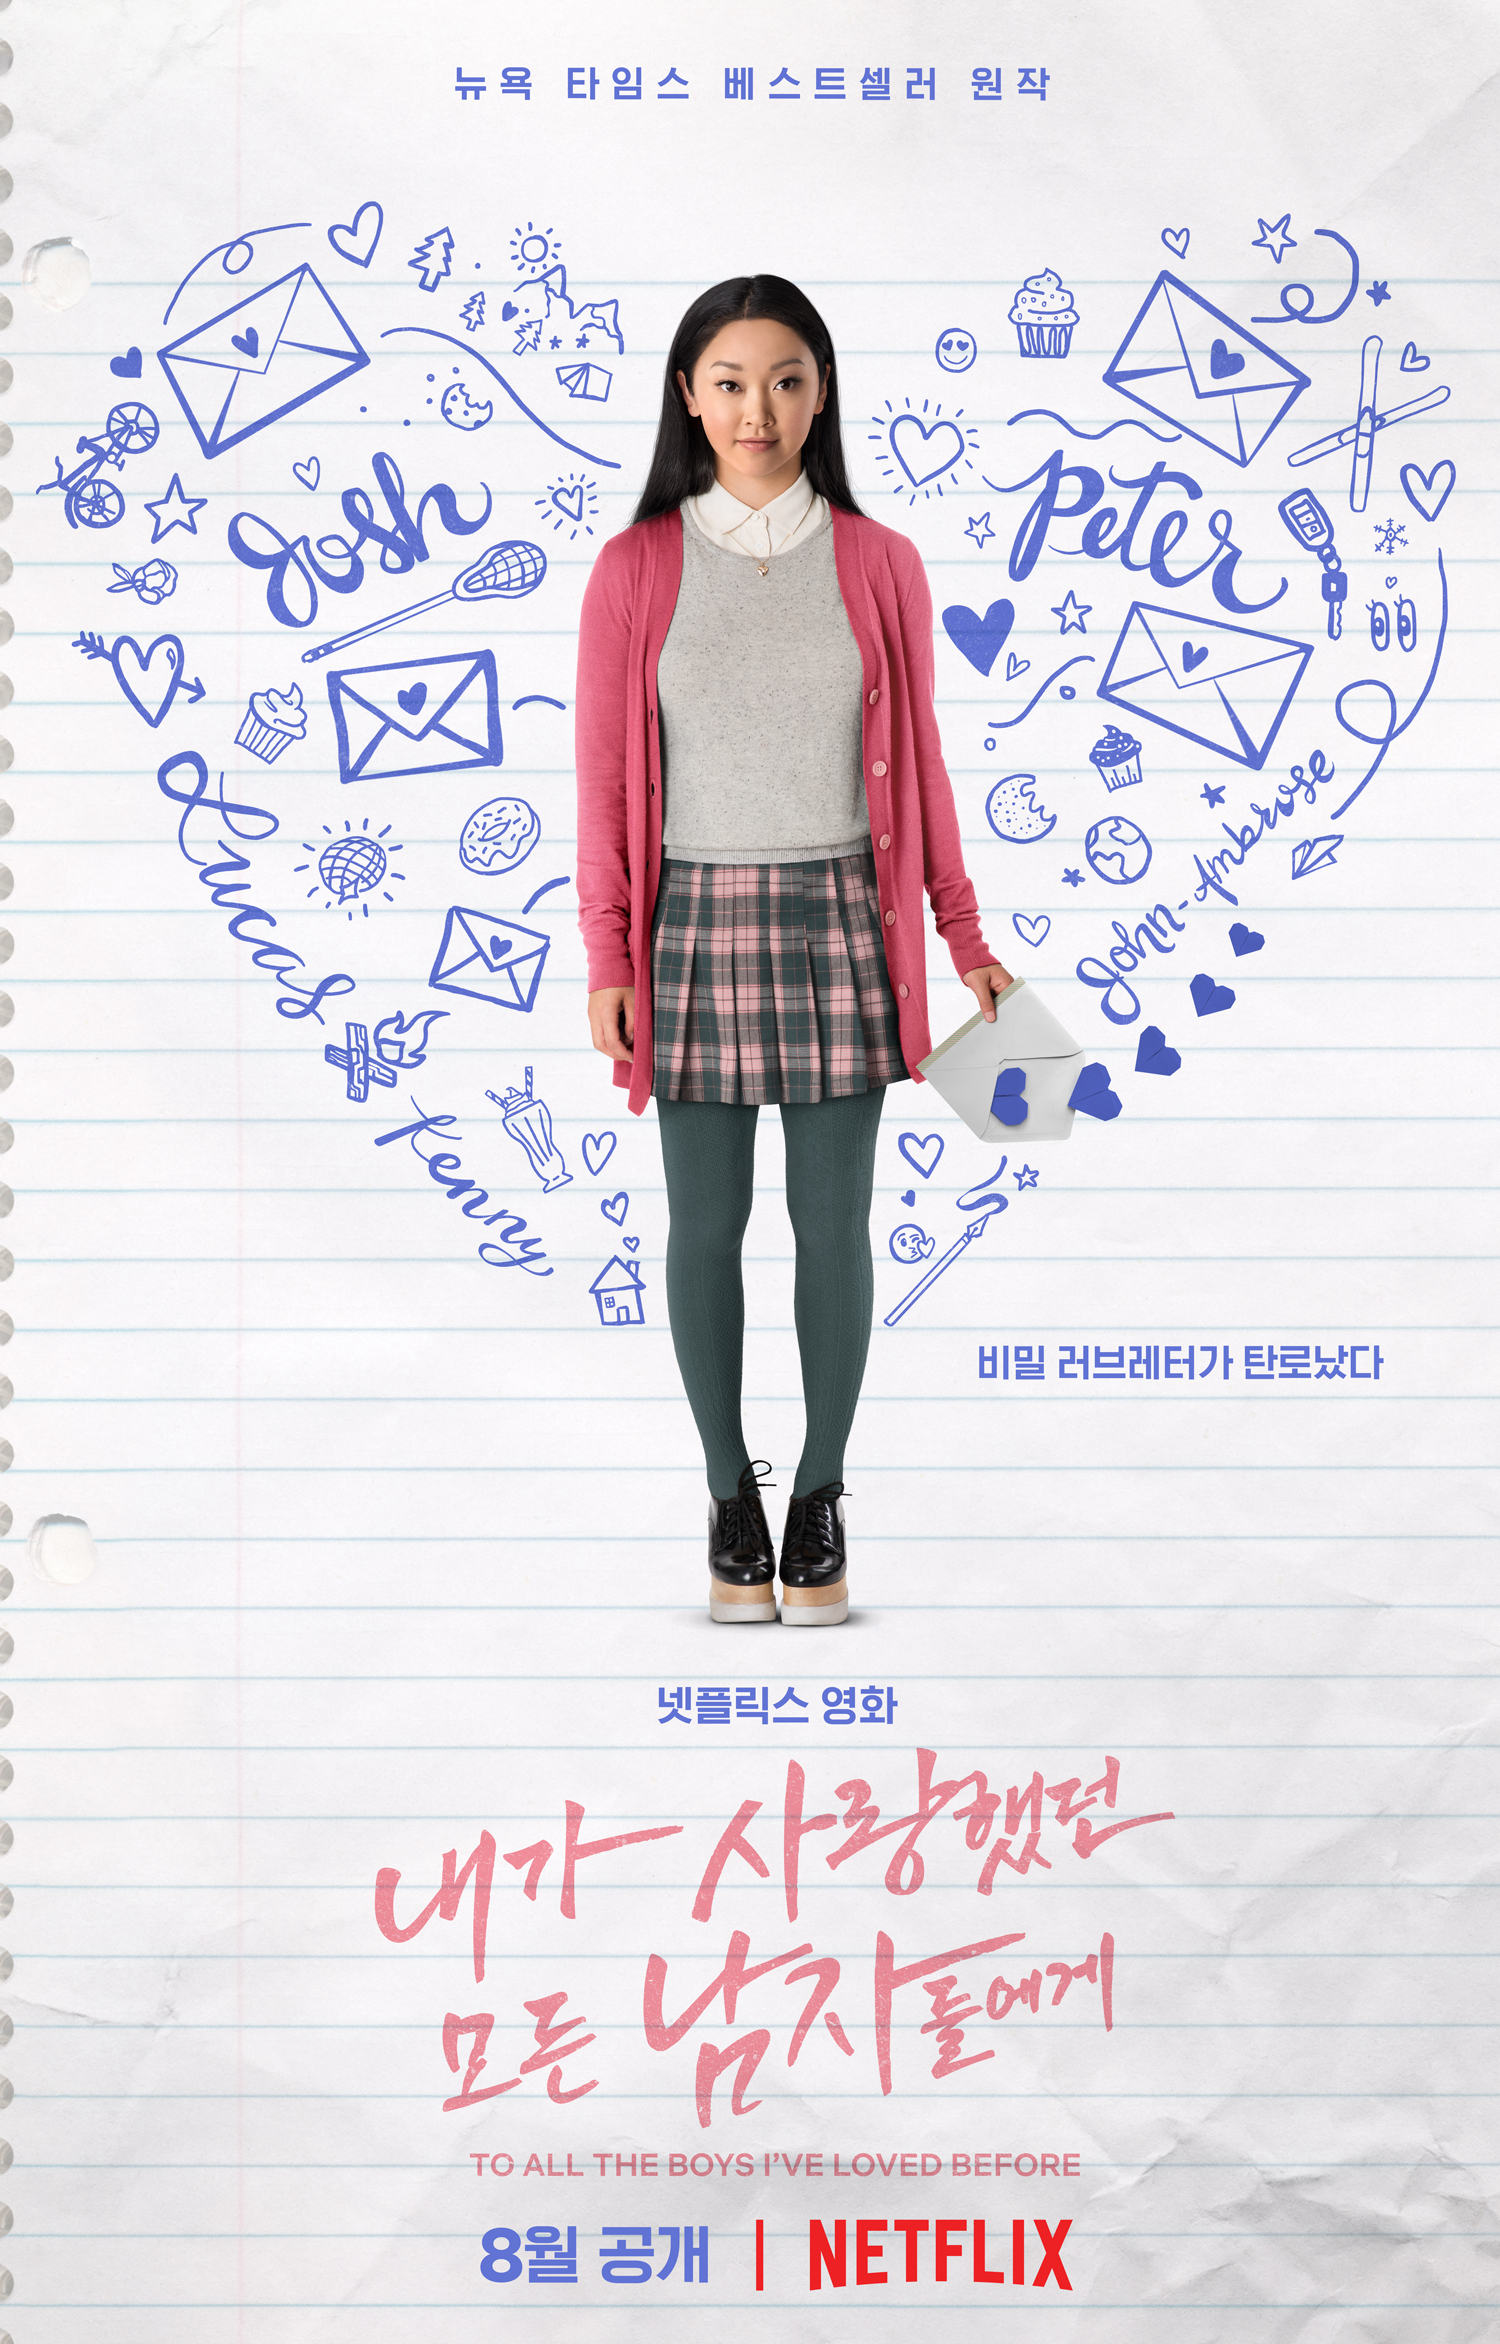 뉴욕 타임스 베스트셀러 원작
Josh
Peter
Lucas
John-Ambrose
Kenny
비밀 러브레터가 탄로났다
넷플릭스 영화
내가 사랑했던
모든 남자들에게
TO ALL THE BOYS I'VE LOVED BEFORE
8월 공개 | NETFLIX